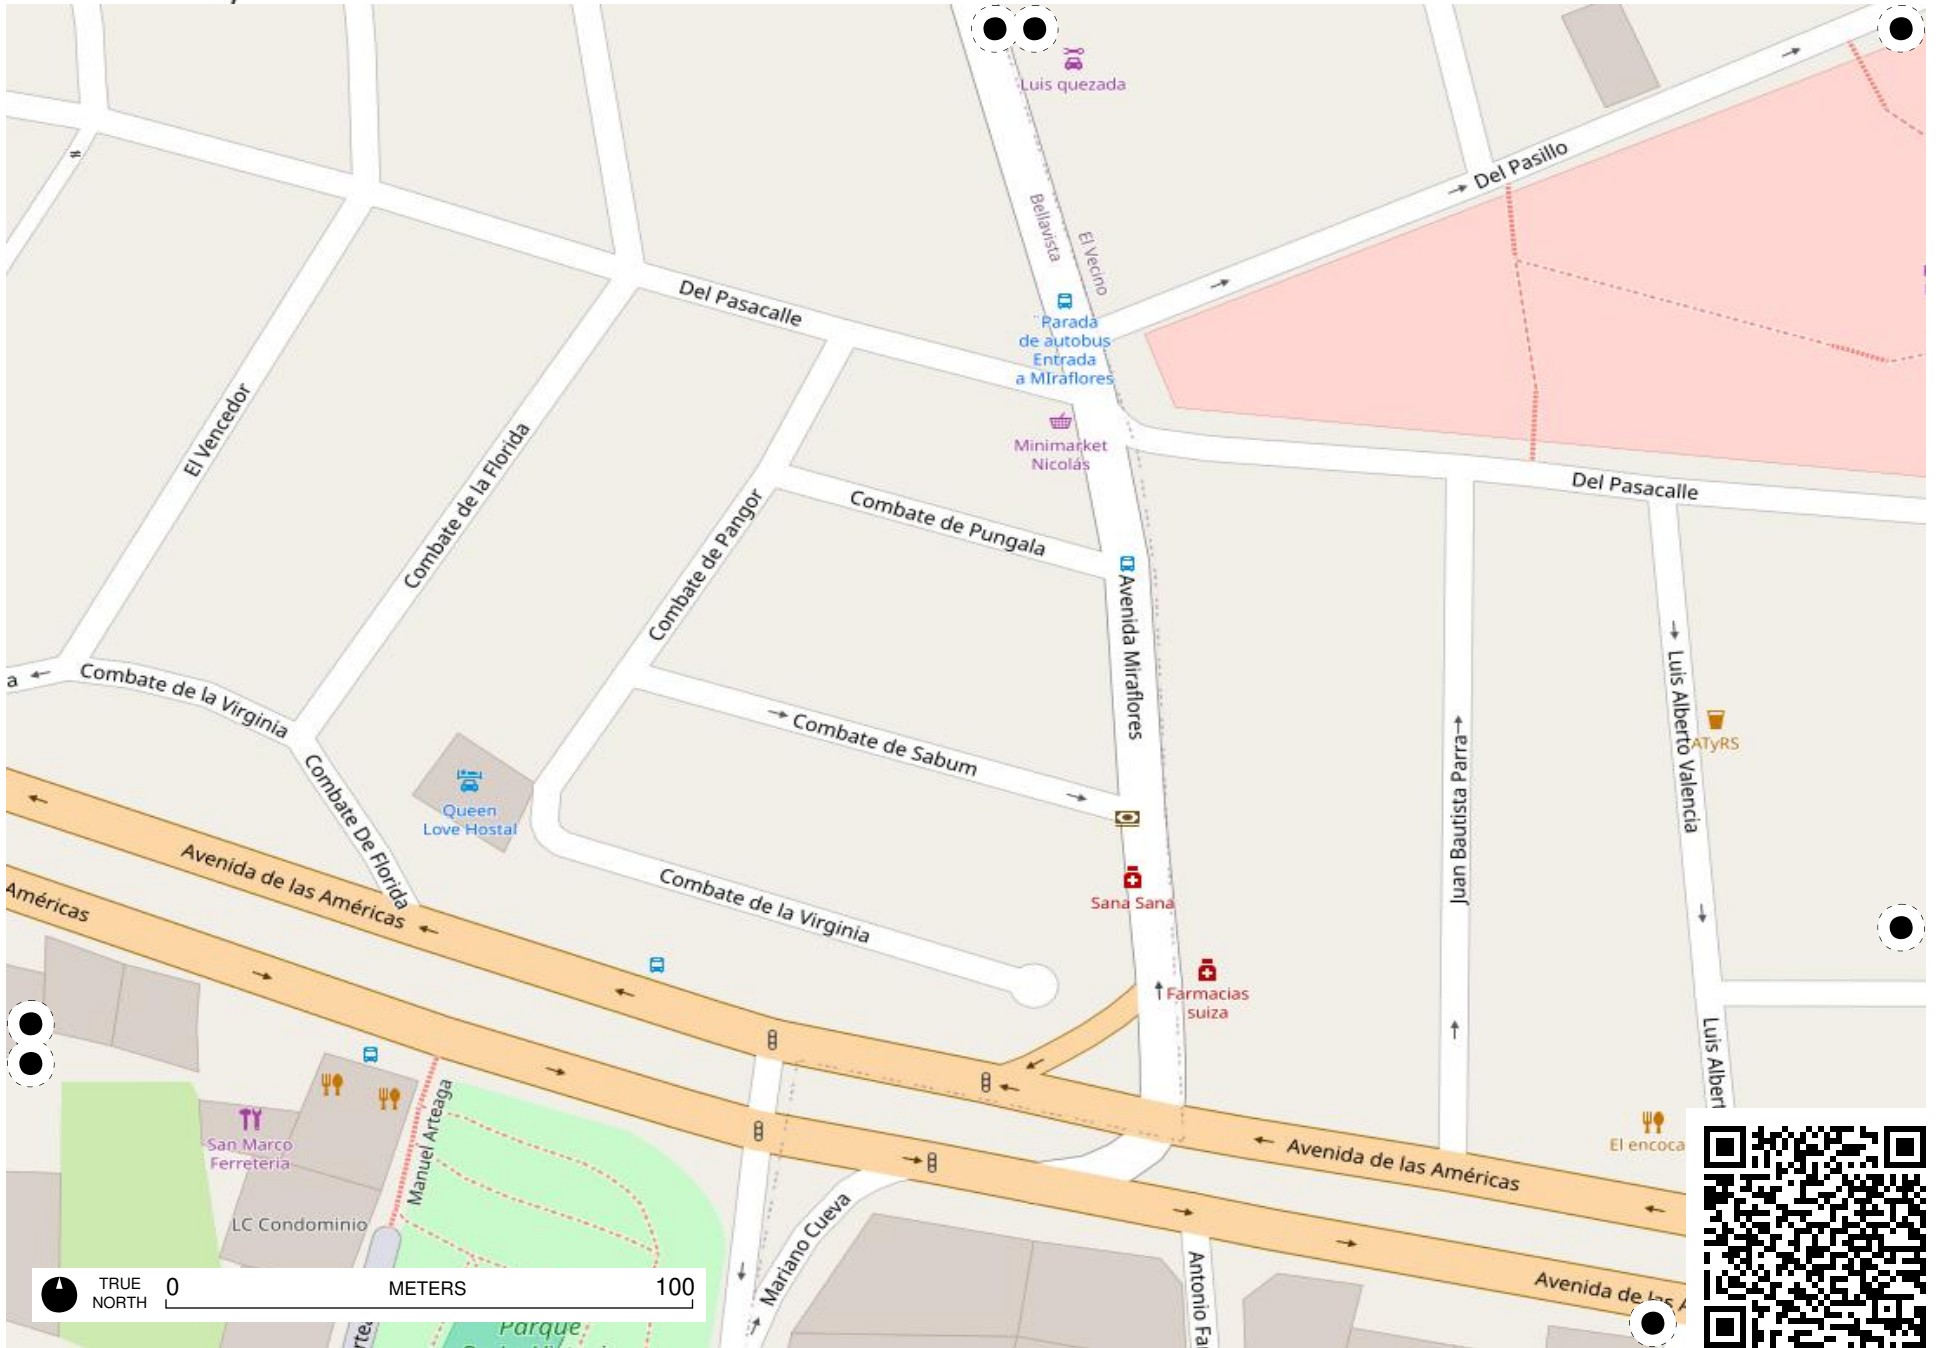 Luis quezada
Del Pasillo
Bellavista
El Vecino
Del Pasacalle
Parada
de autobus
Entrada
a MIraflores
El Vencedor
Combate de la Florida
Minimarket
Nicolás
Del Pasacalle
Combate de Pangor
Combate de Pungala
Avenida Miraflores
Luis Alberto Valencia
a
Combate de la Virginia
Combate de Sabum
Juan Bautista Parra
ATyRS
Combate De Florida
Queen
Love Hostal
Avenida de las Américas
Combate de la Virginia
Sana Sana
Américas
Farmacias
suiza
Luis Albert
San Marco
Ferreteria
Manuel Arteaga
El encoca
Avenida de las Américas
LC Condominio
Mariano Cueva
Antonio Fa
Avenida de las A
TRUE
NORTH
0 METERS 100
Parque